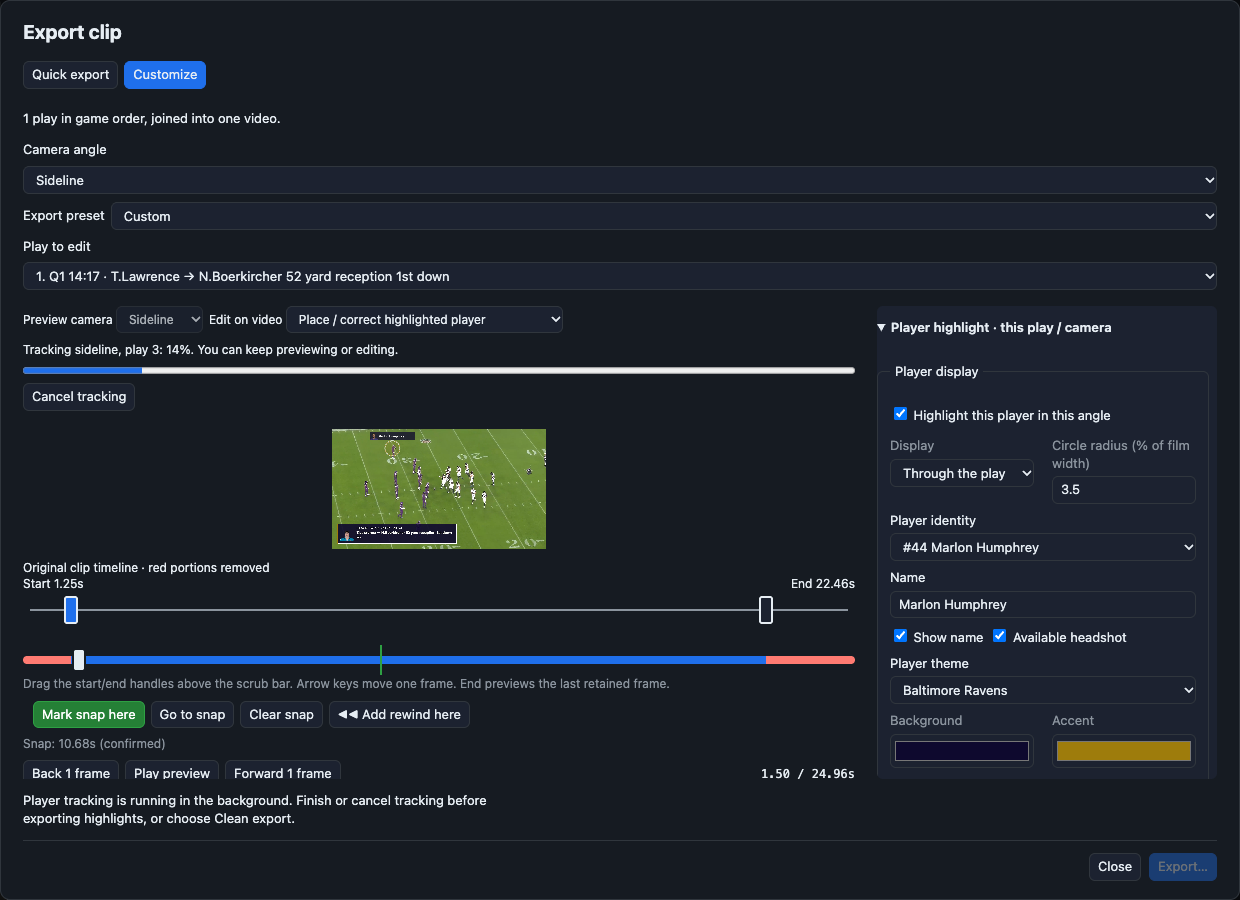 Export clip
Quick export
Customize
1 play in game order, joined into one video.
Camera angle
Sideline
Export preset
Custom
Play to edit
1. Q1 14:17 · T.Lawrence → N.Boerkircher 52 yard reception 1st down
Preview camera
Sideline
Edit on video
Place / correct highlighted player
Tracking sideline, play 3: 14%. You can keep previewing or editing.
Cancel tracking
Original clip timeline · red portions removed
Start 1.25s
End 22.46s
Drag the start/end handles above the scrub bar. Arrow keys move one frame. End previews the last retained frame.
Mark snap here
Go to snap
Clear snap
◀◀ Add rewind here
Snap: 10.68s (confirmed)
Back 1 frame
Play preview
Forward 1 frame
1.50 / 24.96s
▼ Player highlight · this play / camera
Player display
Highlight this player in this angle
Display
Through the play
Circle radius (% of film
width)
3.5
Player identity
#44 Marlon Humphrey
Name
Marlon Humphrey
Show name
Available headshot
Player theme
Baltimore Ravens
Background
Accent
Player tracking is running in the background. Finish or cancel tracking before
exporting highlights, or choose Clean export.
Close
Export...